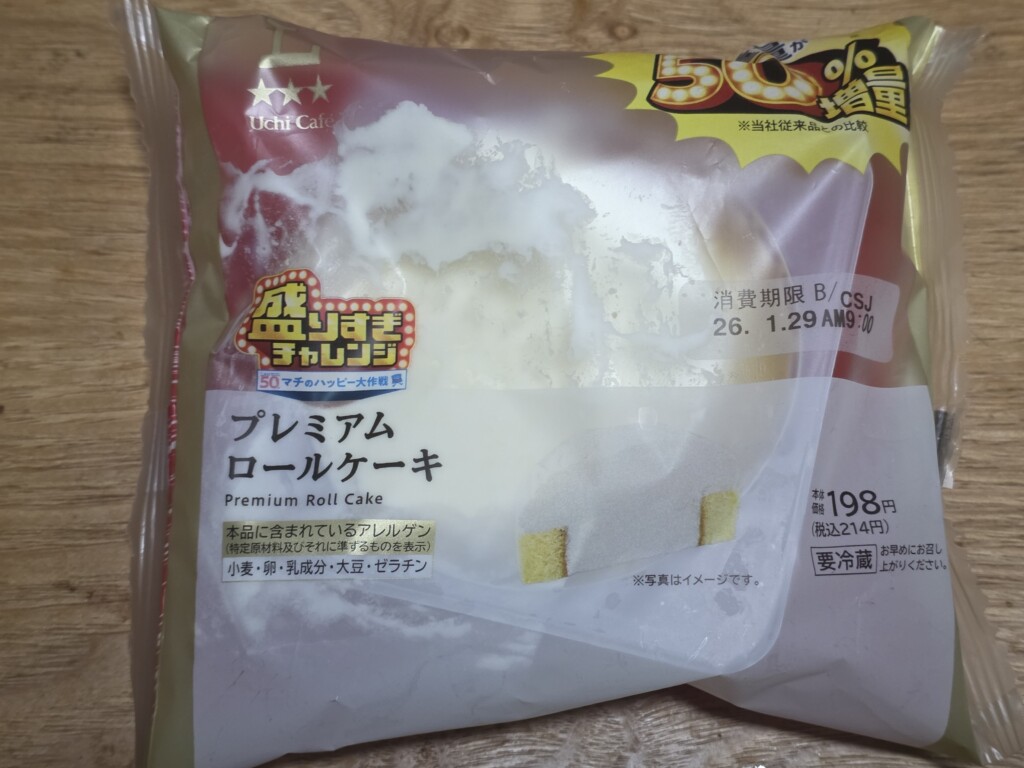 Uchi Café
50%増量
※当社従来品との比較
消費期限 B/CSJ
26. 1.29 AM9:00
盛りすぎ
チャレンジ
50 マチのハッピー大作戦
プレミアム
ロールケーキ
Premium Roll Cake
本品に含まれているアレルゲン
(特定原材料及びそれに準ずるものを表示)
小麦・卵・乳成分・大豆・ゼラチン
※写真はイメージです。
本体価格 198円
(税込214円)
要冷蔵 お早めにお召し上がりください。